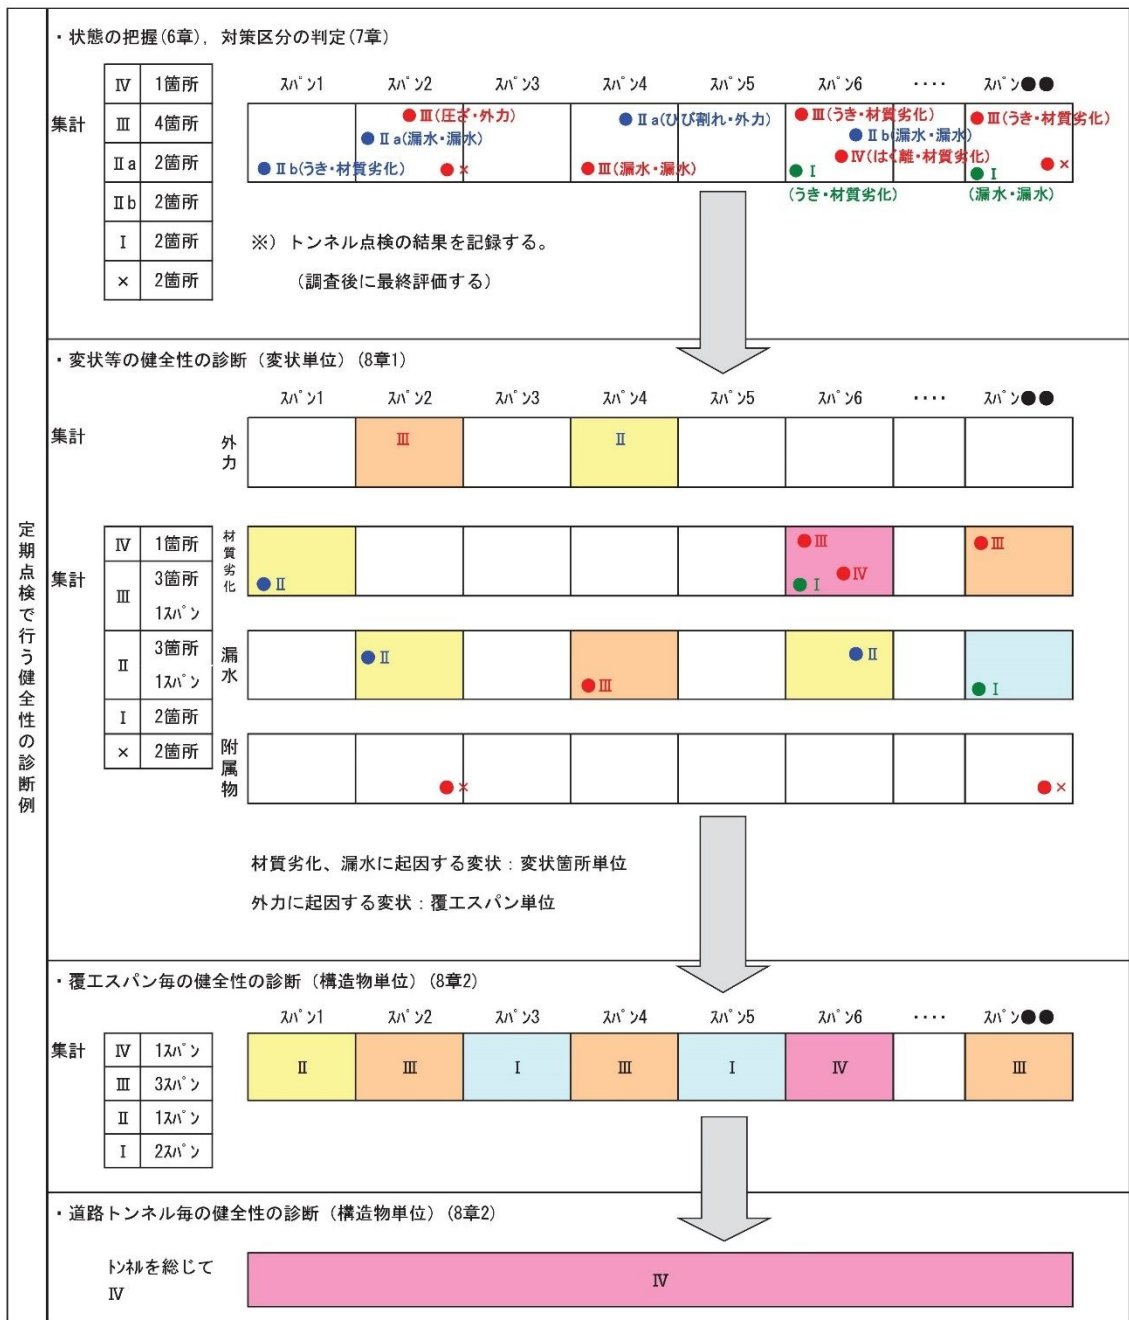 定期点検で行う健全性の診断例
・状態の把握(6章), 対策区分の判定(7章)
集計
Ⅳ 1箇所
Ⅲ 4箇所
Ⅱa 2箇所
Ⅱb 2箇所
Ⅰ 2箇所
× 2箇所
ｽﾊﾟﾝ1 ｽﾊﾟﾝ2 ｽﾊﾟﾝ3 ｽﾊﾟﾝ4 ｽﾊﾟﾝ5 ｽﾊﾟﾝ6 ‥‥ ｽﾊﾟﾝ●●
Ⅱb(うき・材質劣化)
Ⅲ(圧ざ・外力)
Ⅱa(漏水・漏水)
×
Ⅱa(ひび割れ・外力)
Ⅲ(漏水・漏水)
Ⅲ(うき・材質劣化)
Ⅱb(漏水・漏水)
Ⅳ(はく離・材質劣化)
Ⅰ
(うき・材質劣化)
Ⅲ(うき・材質劣化)
×
Ⅰ
(漏水・漏水)
※）トンネル点検の結果を記録する。
（調査後に最終評価する）
・変状等の健全性の診断（変状単位）(8章1)
ｽﾊﾟﾝ1 ｽﾊﾟﾝ2 ｽﾊﾟﾝ3 ｽﾊﾟﾝ4 ｽﾊﾟﾝ5 ｽﾊﾟﾝ6 ‥‥ ｽﾊﾟﾝ●●
集計
外力
Ⅲ Ⅱ
集計
Ⅳ 1箇所
Ⅲ 3箇所
1ｽﾊﾟﾝ
Ⅱ 3箇所
1ｽﾊﾟﾝ
Ⅰ 2箇所
× 2箇所
材質劣化
Ⅱ
Ⅲ
Ⅳ
Ⅰ
Ⅲ
漏水
Ⅱ
Ⅲ
Ⅱ
Ⅰ
附属物
× ×
材質劣化、漏水に起因する変状：変状箇所単位
外力に起因する変状：覆工スパン単位
・覆工スパン毎の健全性の診断（構造物単位）(8章2)
ｽﾊﾟﾝ1 ｽﾊﾟﾝ2 ｽﾊﾟﾝ3 ｽﾊﾟﾝ4 ｽﾊﾟﾝ5 ｽﾊﾟﾝ6 ‥‥ ｽﾊﾟﾝ●●
集計
Ⅳ 1ｽﾊﾟﾝ
Ⅲ 3ｽﾊﾟﾝ
Ⅱ 1ｽﾊﾟﾝ
Ⅰ 2ｽﾊﾟﾝ
Ⅱ Ⅲ Ⅰ Ⅲ Ⅰ Ⅳ Ⅲ
・道路トンネル毎の健全性の診断（構造物単位）(8章2)
ﾄﾝﾈﾙを総じて
Ⅳ
Ⅳ